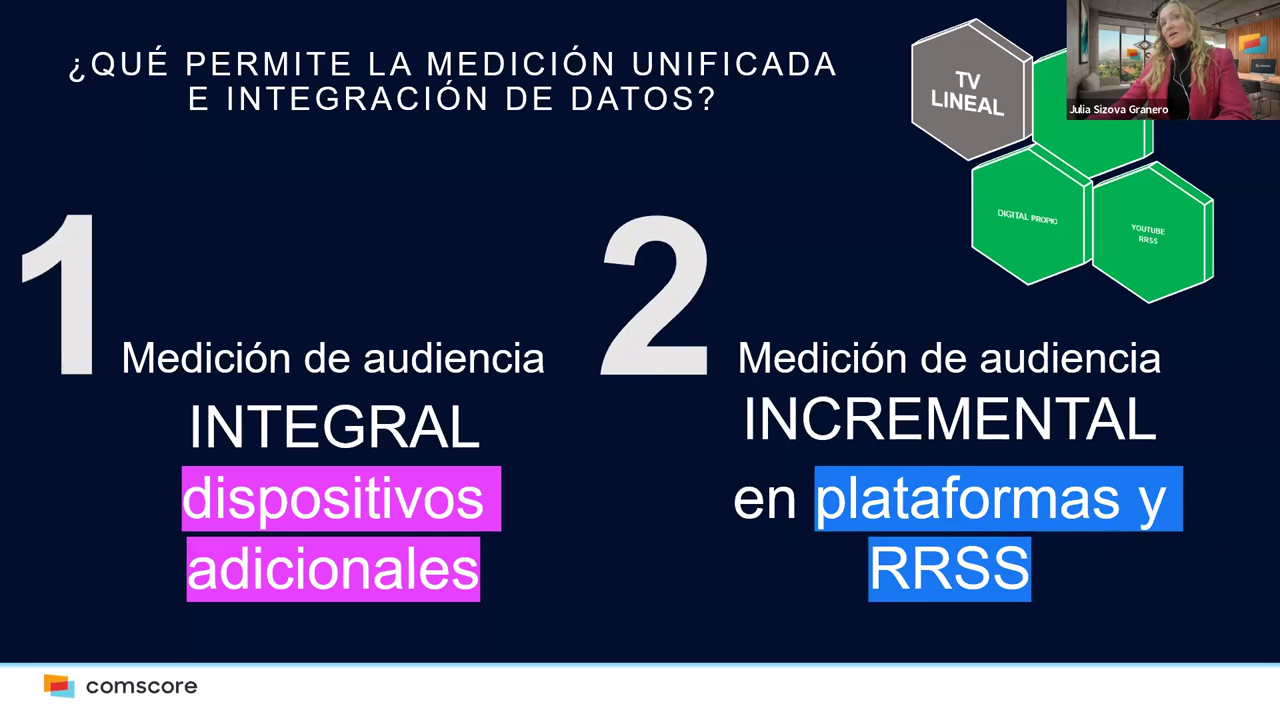 ¿QUÉ PERMITE LA MEDICIÓN UNIFICADA
E INTEGRACIÓN DE DATOS?
TV
LINEAL
Julia Sizova Granero
DIGITAL PROPIO
YOUTUBE
RRSS
1
Medición de audiencia
INTEGRAL
dispositivos
adicionales
2
Medición de audiencia
INCREMENTAL
en plataformas y
RRSS
comscore